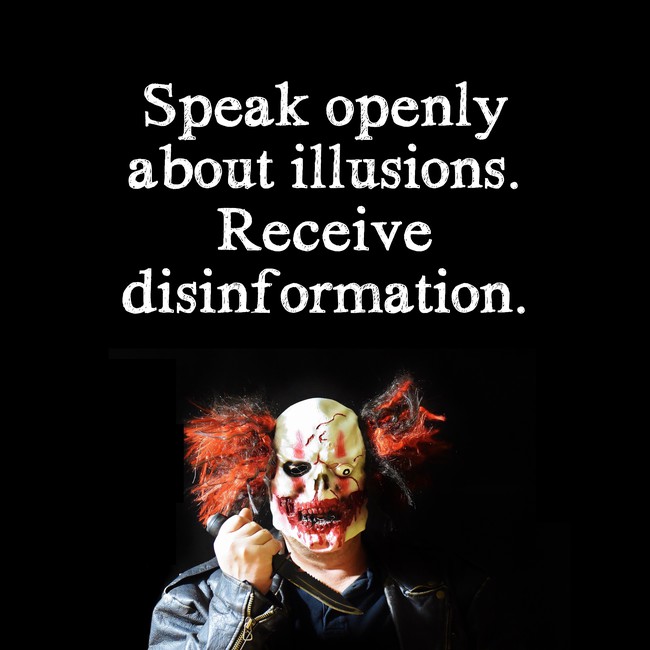 Speak openly
about illusions.
Receive
disinformation.